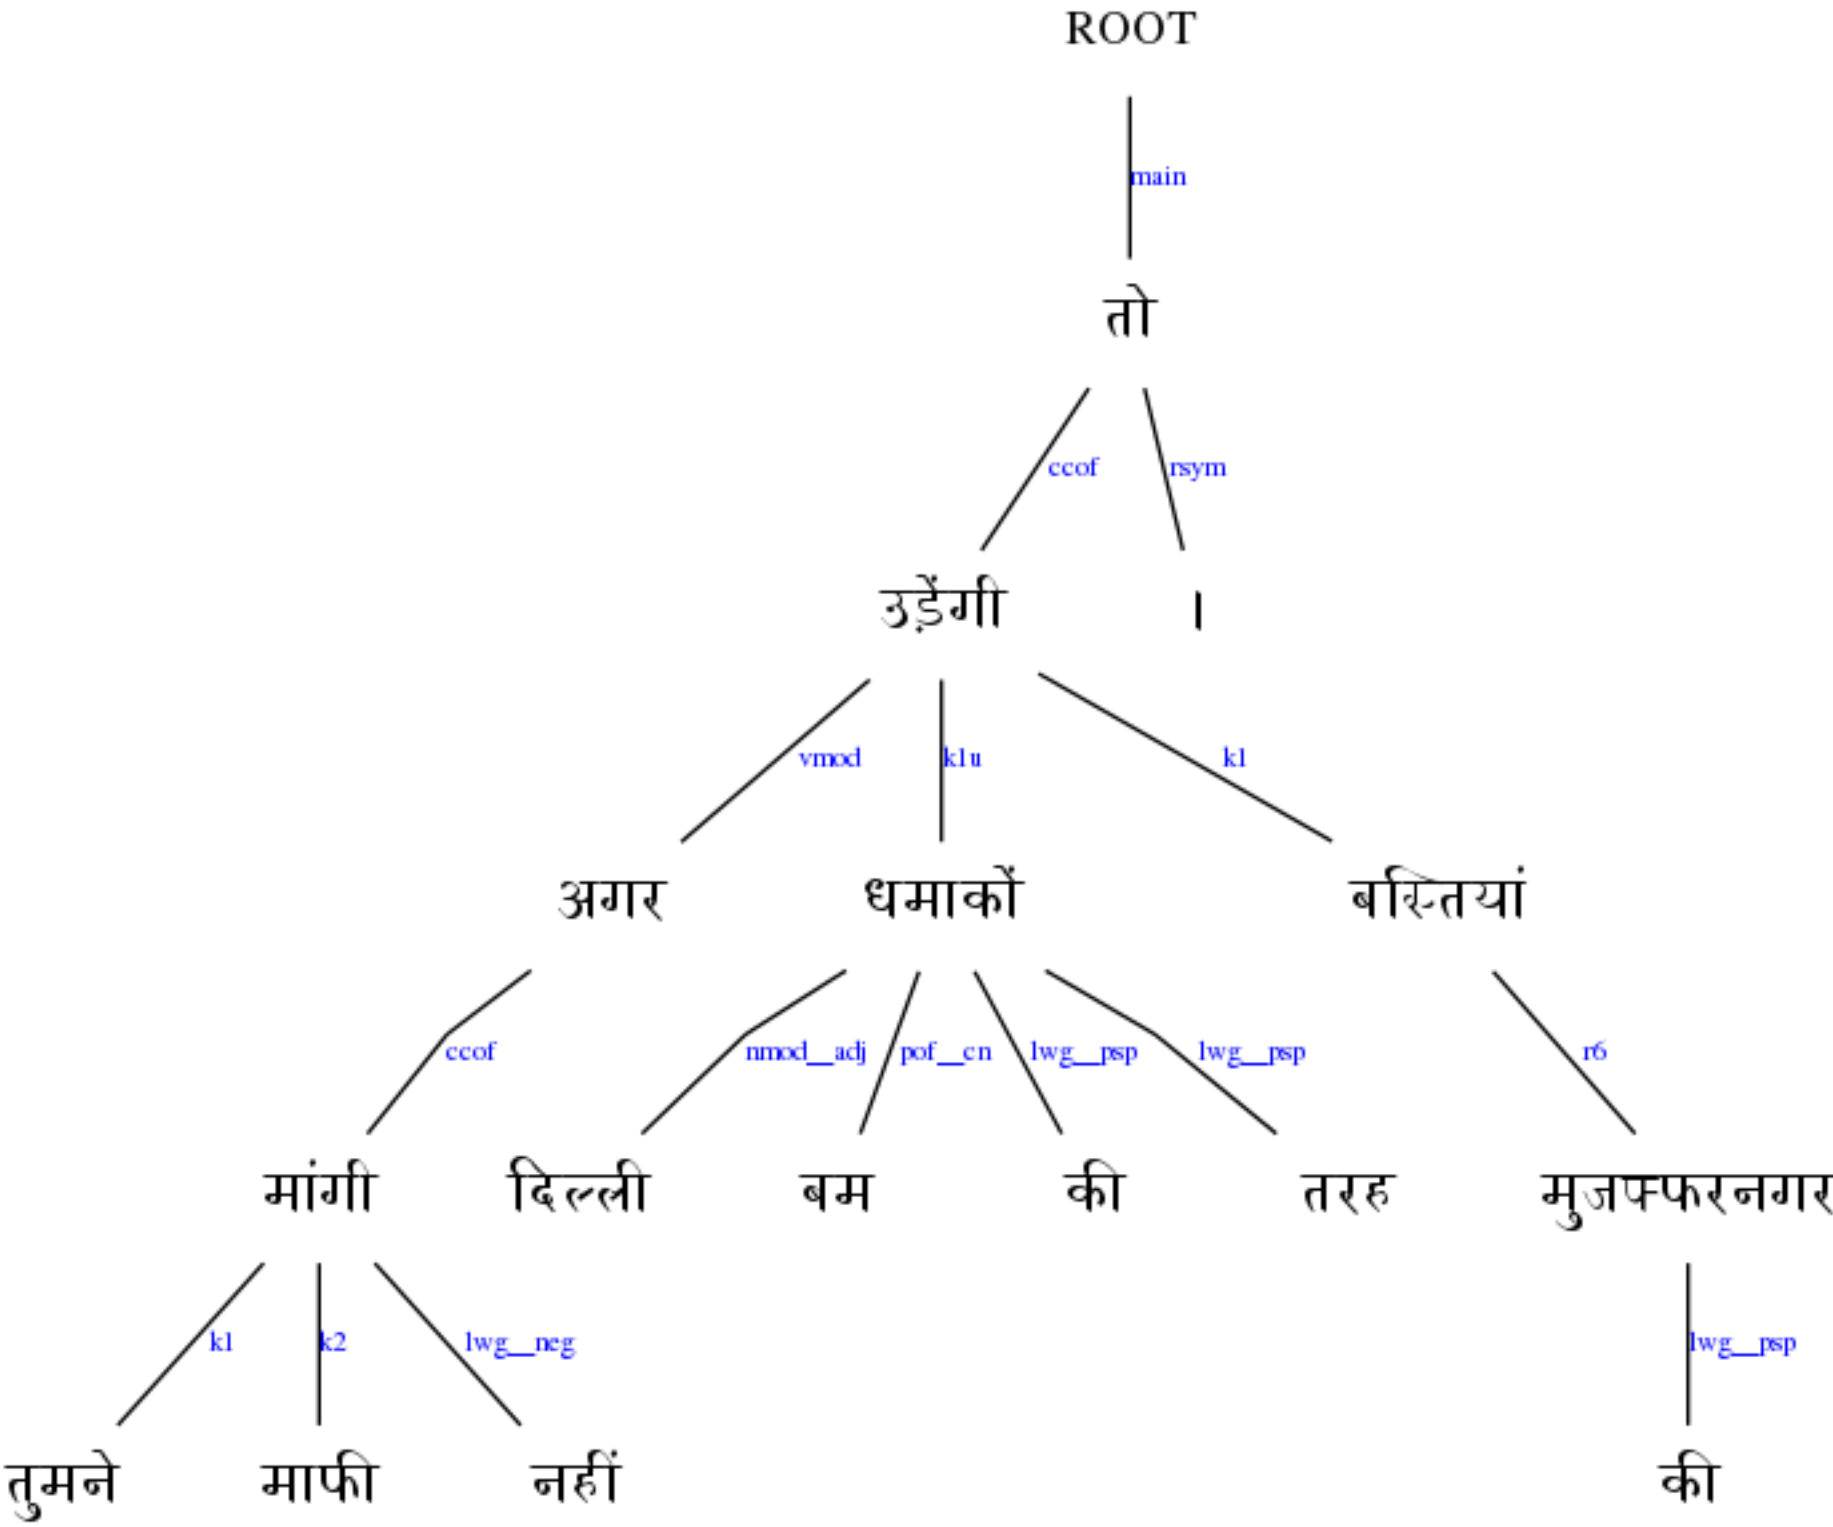 ROOT
main
तो
ccof rsym
उड़ेंगी ।
vmod k1u k1
अगर धमाकों बस्तियां
ccof nmod__adj pof__cn lwg__psp lwg__psp r6
मांगी दिल्ली बम की तरह मुजफ्फरनगर
k1 k2 lwg__neg lwg__psp
तुमने माफी नहीं की